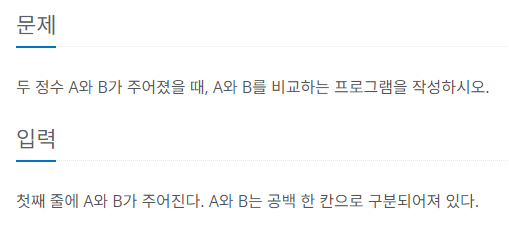 문제
두 정수 A와 B가 주어졌을 때, A와 B를 비교하는 프로그램을 작성하시오.
입력
첫째 줄에 A와 B가 주어진다. A와 B는 공백 한 칸으로 구분되어져 있다.